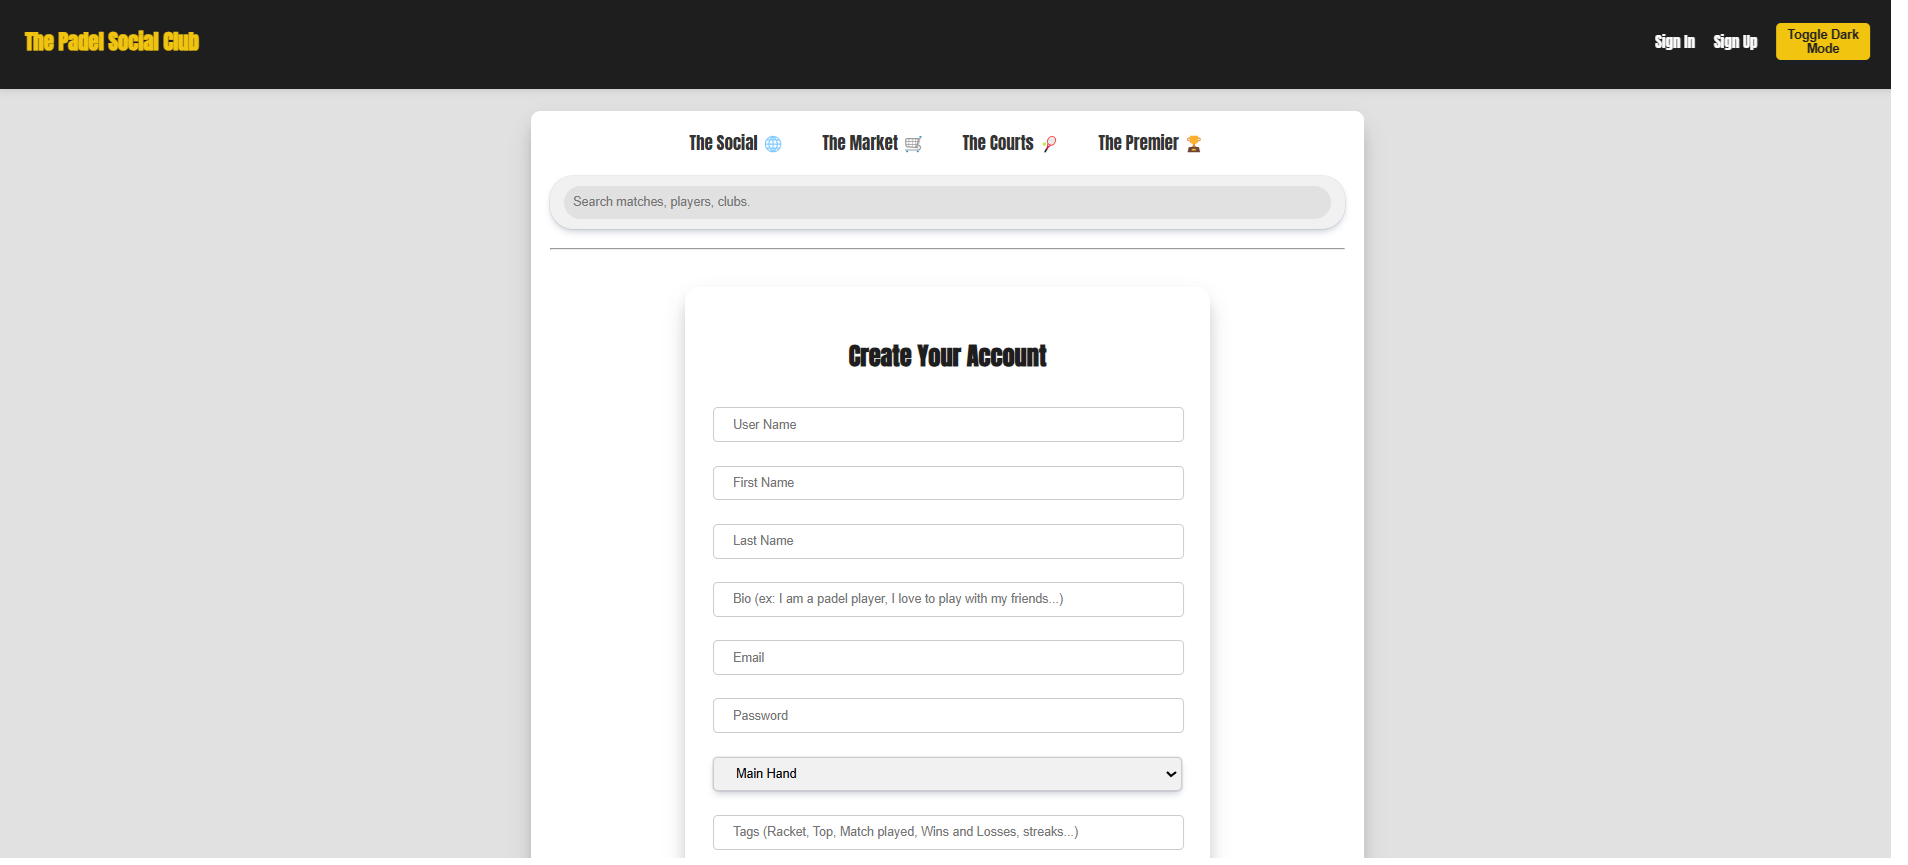 The Padel Social Club
Sign In
Sign Up
Toggle Dark
Mode
The Social 🌐
The Market 🛒
The Courts 🎾
The Premier 🏆
Search matches, players, clubs.
Create Your Account
User Name
First Name
Last Name
Bio (ex: I am a padel player, I love to play with my friends...)
Email
Password
Main Hand
Tags (Racket, Top, Match played, Wins and Losses, streaks...)